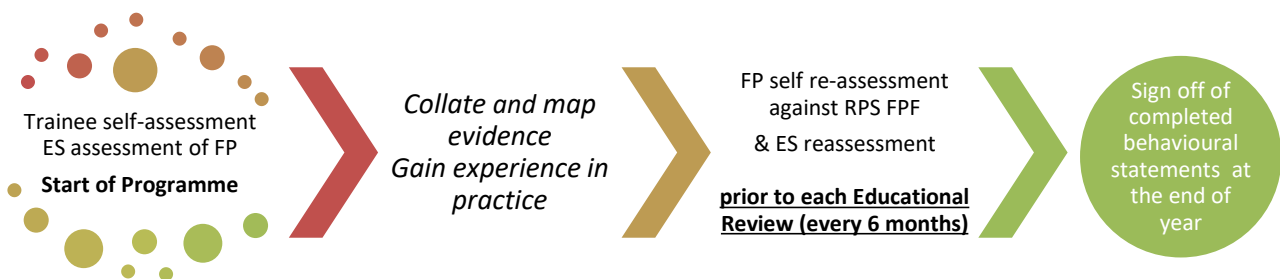 Trainee self-assessment
ES assessment of FP
Start of Programme
Collate and map
evidence
Gain experience in
practice
FP self re-assessment
against RPS FPF
& ES reassessment
prior to each Educational
Review (every 6 months)
Sign off of
completed
behavioural
statements at
the end of
year